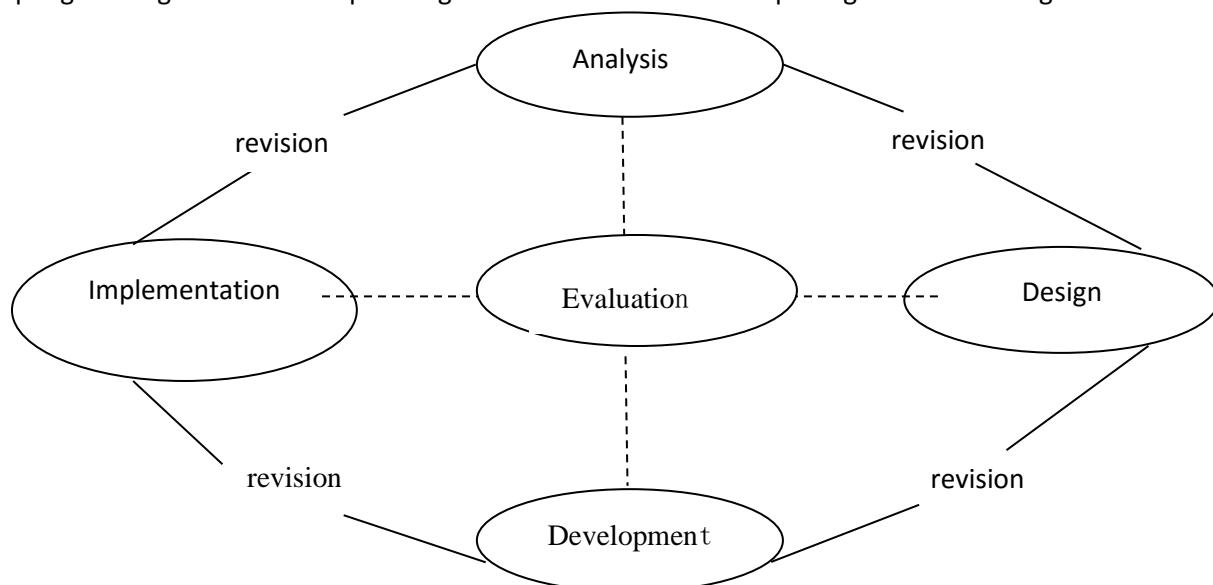 Analysis
revision
revision
Implementation
Evaluation
Design
revision
revision
Development